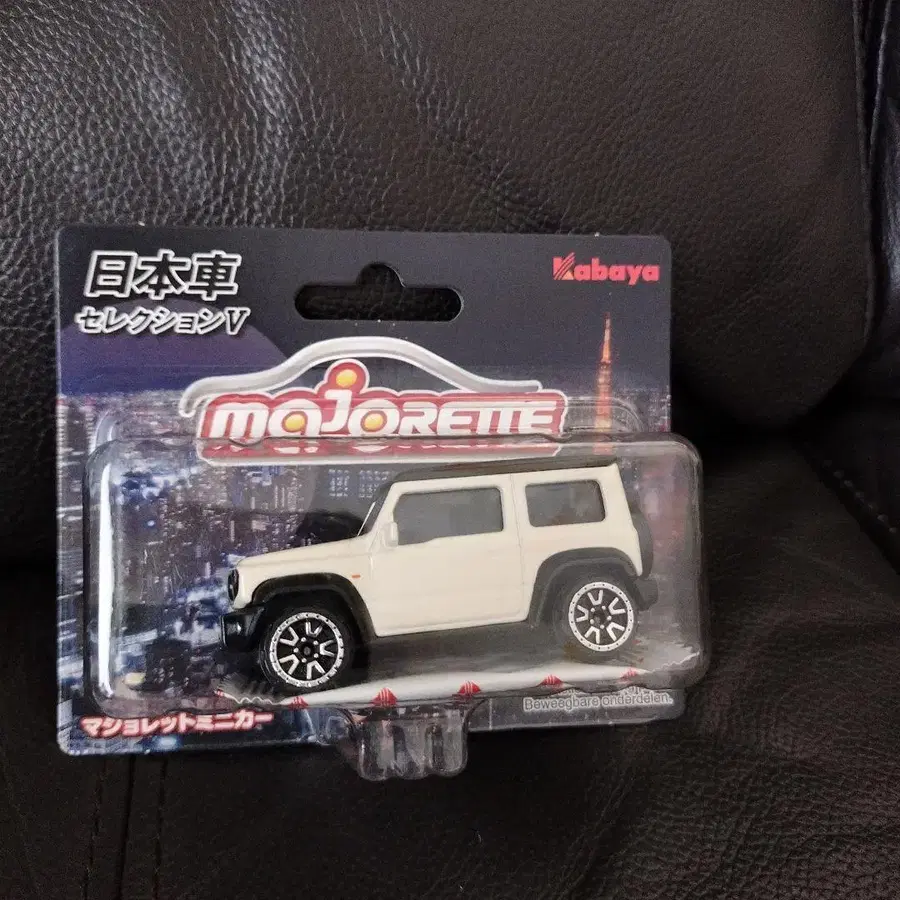 日本車
セレクションV
Kabaya
majorette
マジョレットミニカー
Beweegbare onderdelen.